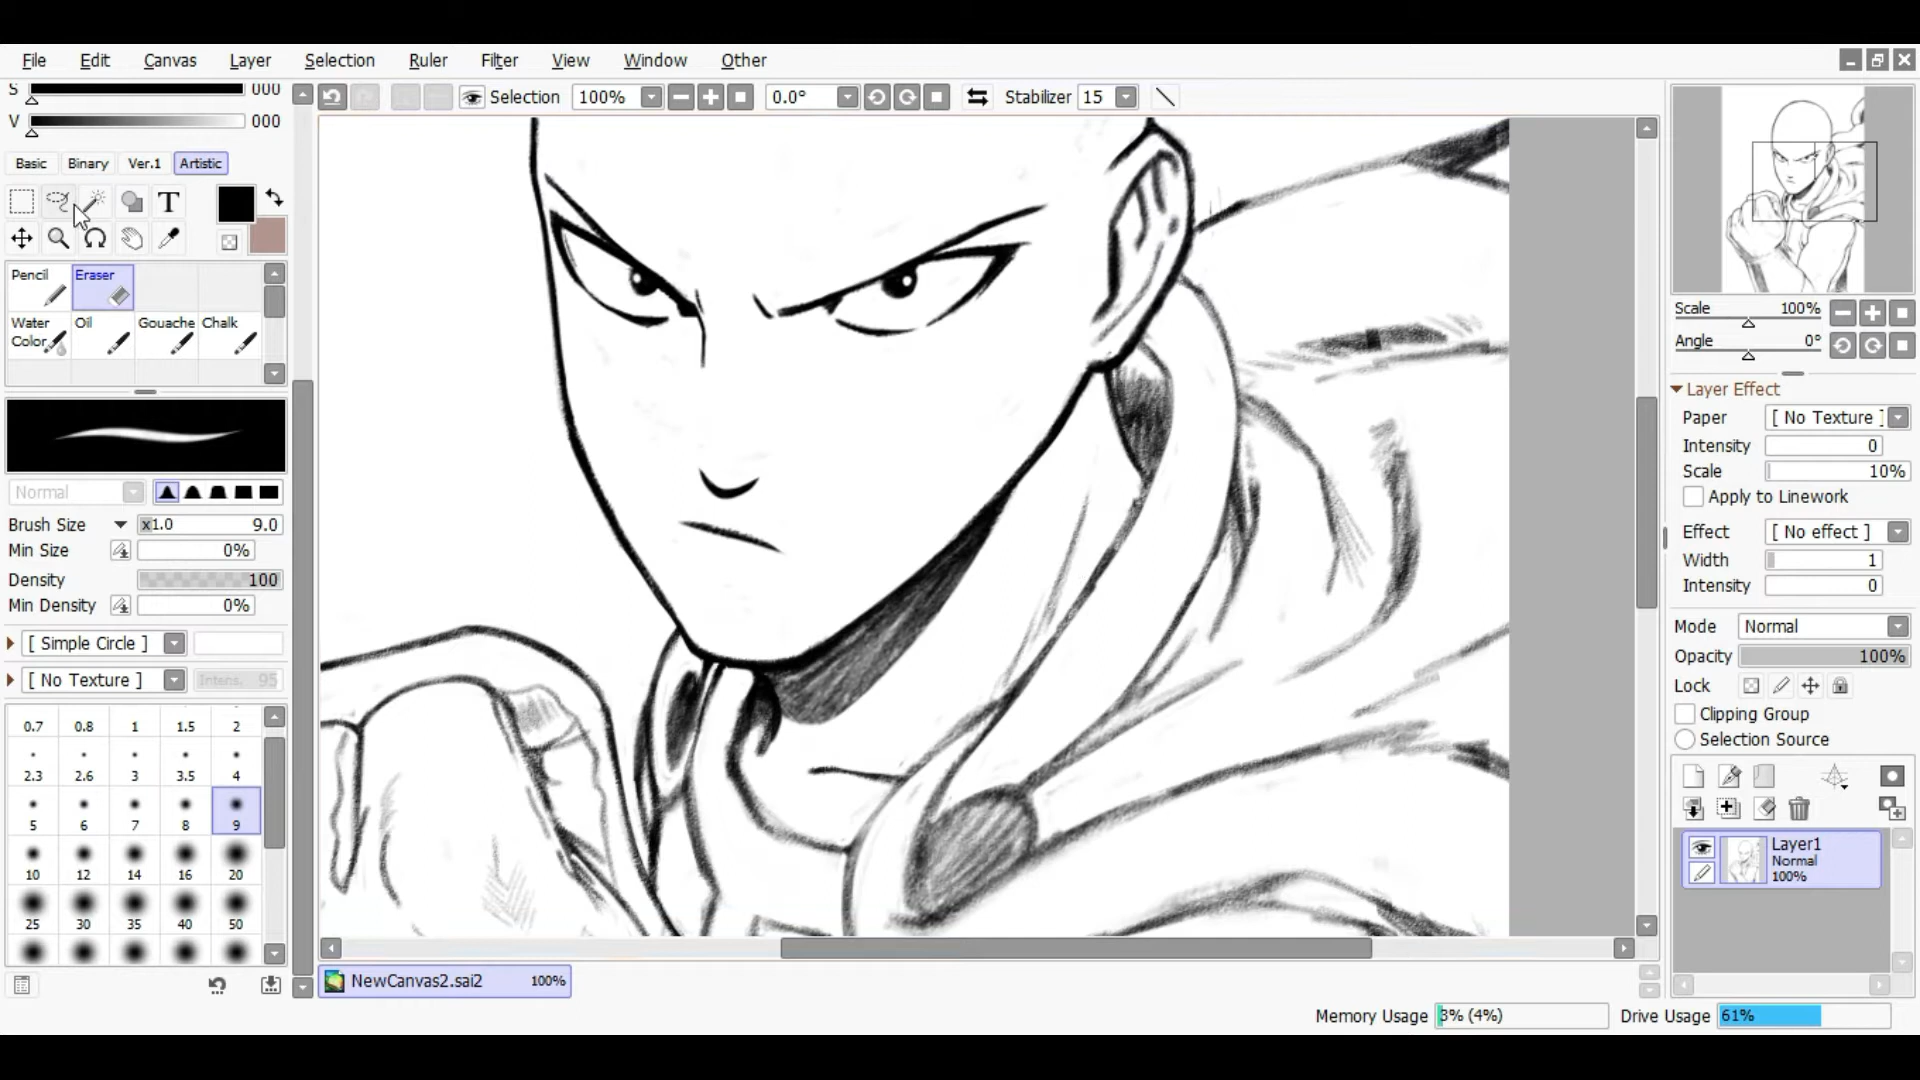 File Edit Canvas Layer Selection Ruler Filter View Window Other
S 000
Selection 100% 0.0° Stabilizer 15
V 000
Basic Binary Ver.1 Artistic
T
Pencil Eraser
Water Color Oil Gouache Chalk
Normal
Brush Size x1.0 9.0
Min Size 0%
Density 100
Min Density 0%
[ Simple Circle ]
[ No Texture ] Intens. 95
0.7 0.8 1 1.5 2
2.3 2.6 3 3.5 4
5 6 7 8 9
10 12 14 16 20
25 30 35 40 50
NewCanvas2.sai2 100%
Scale 100%
Angle 0°
Layer Effect
Paper [ No Texture ]
Intensity 0
Scale 10%
Apply to Linework
Effect [ No effect ]
Width 1
Intensity 0
Mode Normal
Opacity 100%
Lock
Clipping Group
Selection Source
Layer1
Normal
100%
Memory Usage 3% (4%) Drive Usage 61%